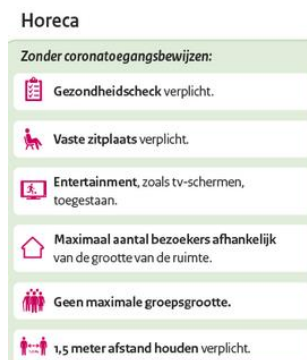 Horeca
Zonder coronatoegangsbewijzen:
Gezondheidscheck verplicht.
Vaste zitplaats verplicht.
Entertainment, zoals tv-schermen,
toegestaan.
Maximaal aantal bezoekers afhankelijk
van de grootte van de ruimte.
Geen maximale groepsgrootte.
1,5 meter afstand houden verplicht.